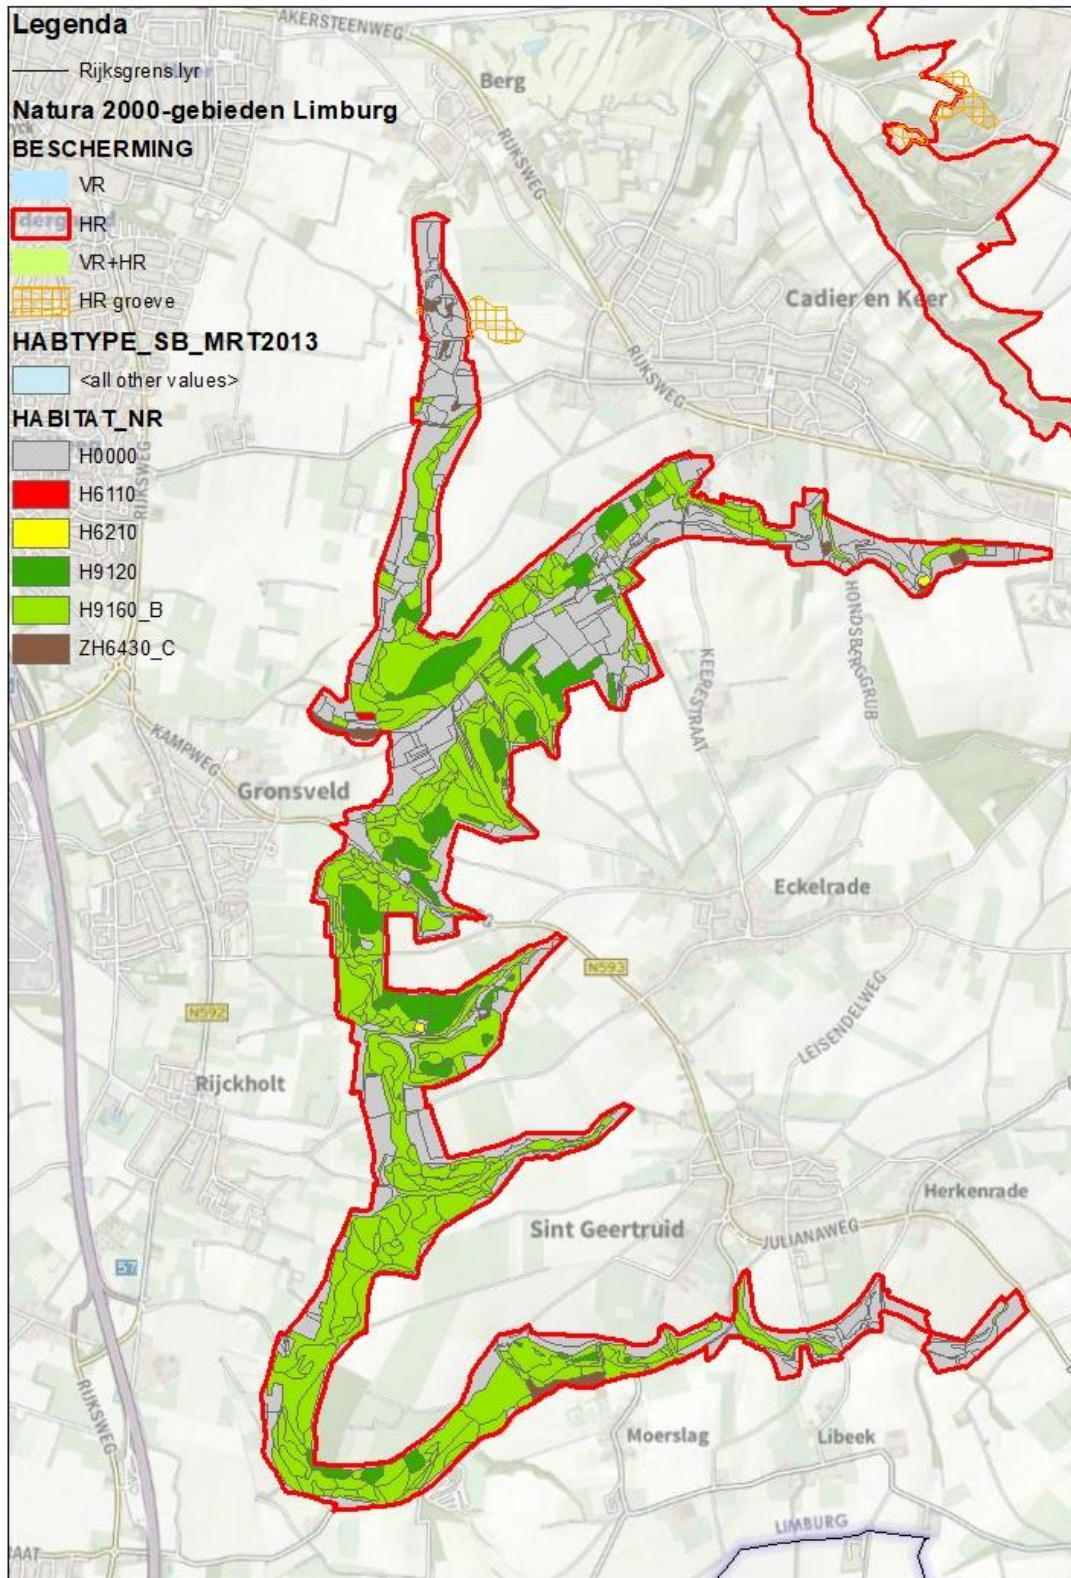 Legenda
Rijksgrens.lyr
Natura 2000-gebieden Limburg
BESCHERMING
VR
HR
VR+HR
HR groeve
HABTYPE_SB_MRT2013
<all other values>
HABITAT_NR
H0000
H6110
H6210
H9120
H9160_B
ZH6430_C
AKERSTEENWEG
Berg
RIJKSWEG
Cadier en Keer
RIJKSWEG
RIJKSWEG
HONDSBERGGRUB
KEERESTRAAT
KAMPWEG
Gronsveld
Eckelrade
N593
LEISENDELWEG
N592
Rijckholt
Herkenrade
Sint Geertruid
JULIANAWEG
57
RIJKSWEG
Moerslag
Libeek
LIMBURG